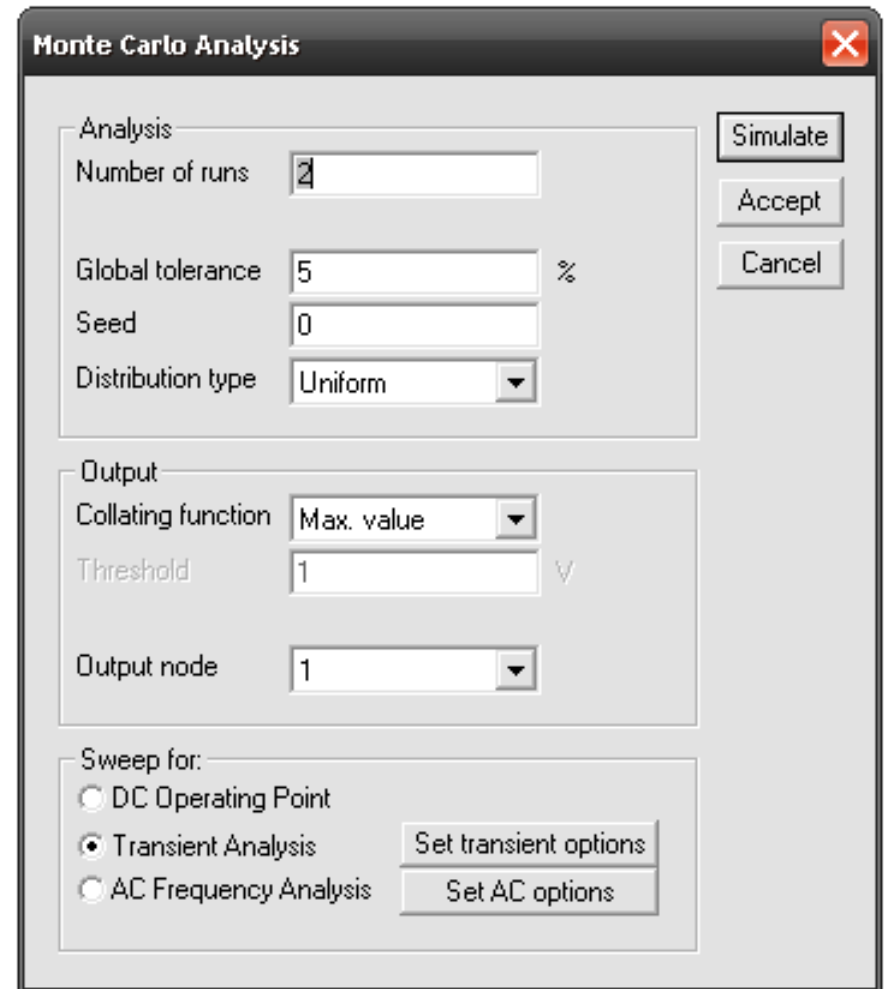 Monte Carlo Analysis
Analysis
Number of runs 2
Simulate
Accept
Global tolerance 5 %
Cancel
Seed 0
Distribution type Uniform
Output
Collating function Max. value
Threshold 1 V
Output node 1
Sweep for:
DC Operating Point
Transient Analysis Set transient options
AC Frequency Analysis Set AC options